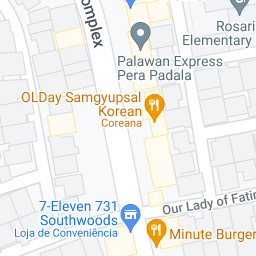 Complex
Rosari
Elementary
Palawan Express
Pera Padala
OLDay Samgyupsal
Korean
Coreana
Our Lady of Fatin
7-Eleven 731
Southwoods
Loja de Conveniência
Minute Burger